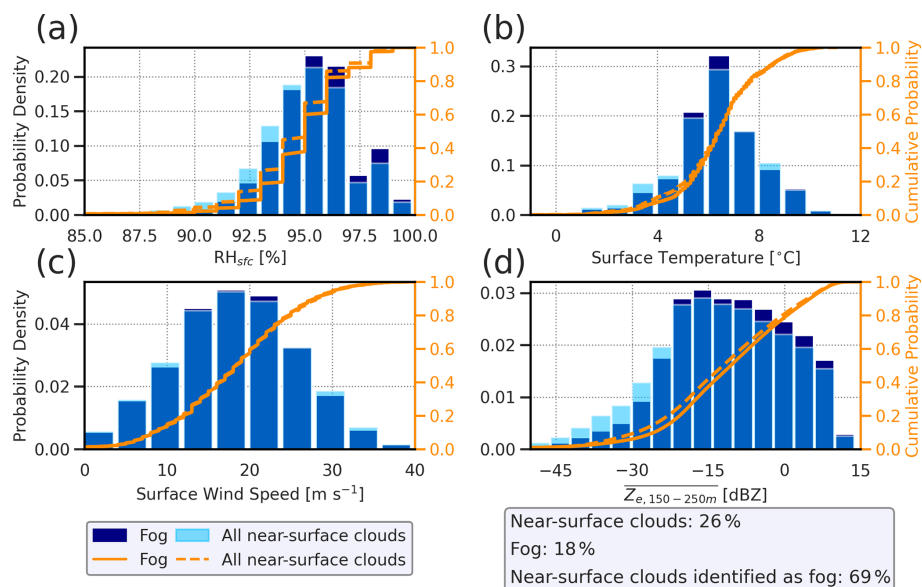 (a)
(b)
Probability Density
0.20
0.15
0.10
0.05
0.00
1.0
0.8
0.6
0.4
0.2
0.0
85.0 87.5 90.0 92.5 95.0 97.5 100.0
RHsfc [%]
0.3
0.2
0.1
0.0
1.0
0.8
0.6
0.4
0.2
0.0
Cumulative Probability
0 4 8 12
Surface Temperature [°C]
(c)
(d)
Probability Density
0.04
0.02
0.00
1.0
0.8
0.6
0.4
0.2
0.0
0 10 20 30 40
Surface Wind Speed [m s⁻¹]
0.03
0.02
0.01
0.00
1.0
0.8
0.6
0.4
0.2
0.0
Cumulative Probability
−45 −30 −15 0 12
Ze, 150−250m [dBZ]
Fog All near-surface clouds
Fog All near-surface clouds
Near-surface clouds: 26%
Fog: 18%
Near-surface clouds identified as fog: 69%